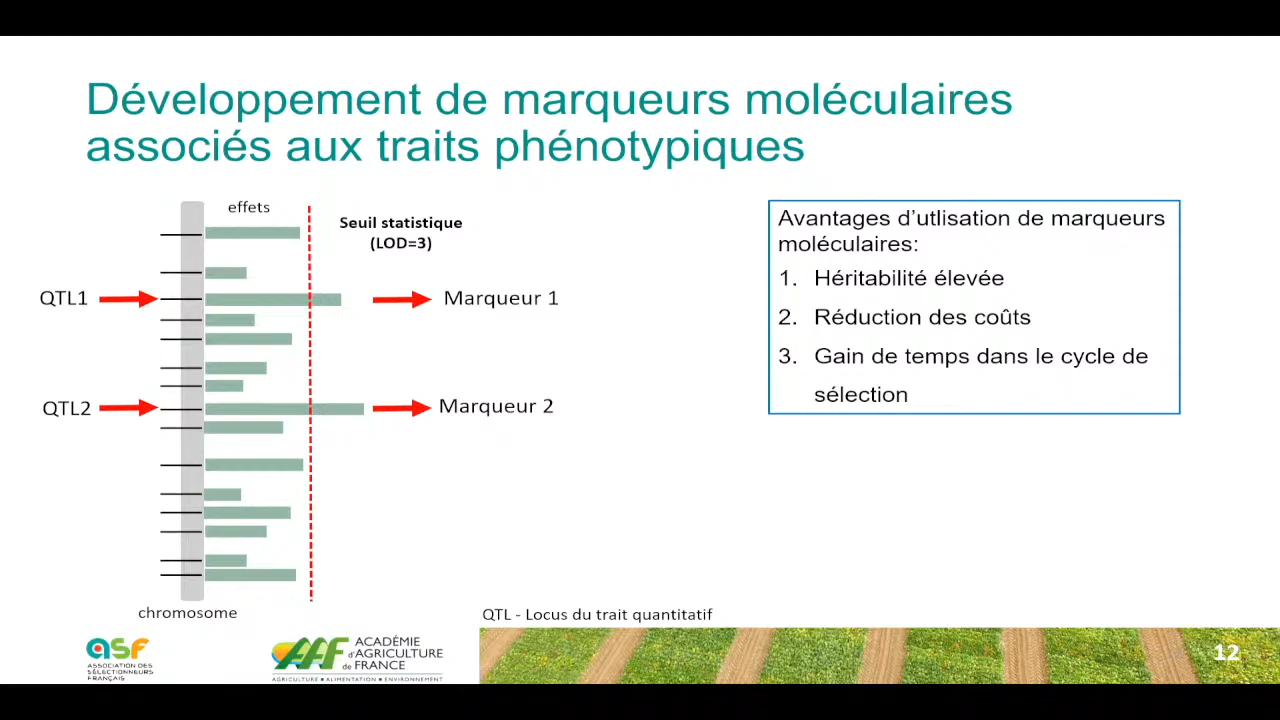 Développement de marqueurs moléculaires
associés aux traits phénotypiques
effets
Seuil statistique
(LOD=3)
QTL1
Marqueur 1
QTL2
Marqueur 2
chromosome
Avantages d'utlisation de marqueurs
moléculaires:
1. Héritabilité élevée
2. Réduction des coûts
3. Gain de temps dans le cycle de
sélection
QTL - Locus du trait quantitatif
asf
ASSOCIATION DES
SÉLECTIONNEURS
FRANÇAIS
AAF
ACADÉMIE
d'AGRICULTURE
de FRANCE
AGRICULTURE ■ ALIMENTATION ■ ENVIRONNEMENT
12